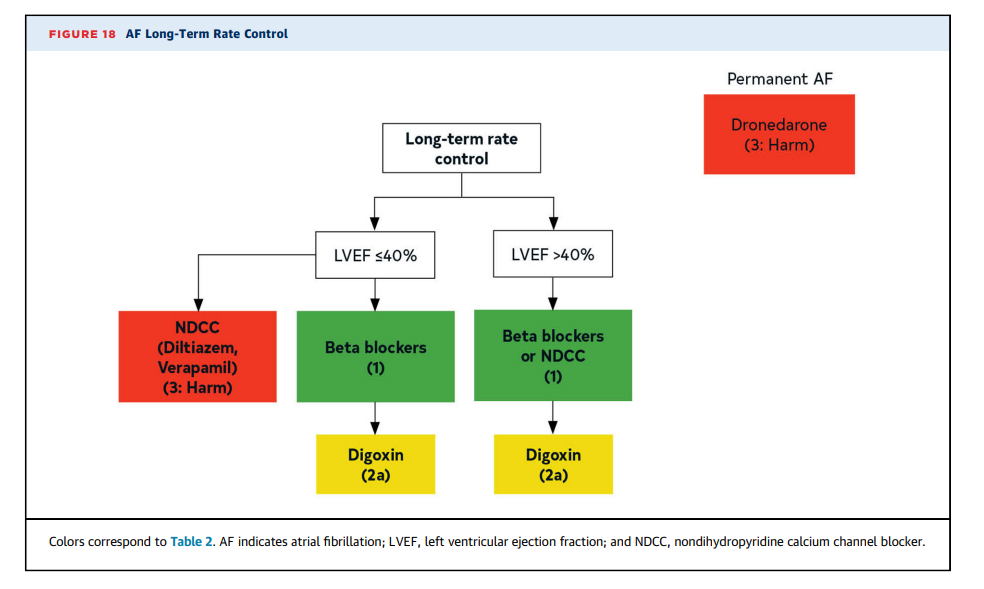 FIGURE 18 AF Long-Term Rate Control
Permanent AF
Dronedarone
(3: Harm)
Long-term rate
control
LVEF ≤40%
LVEF >40%
NDCC
(Diltiazem,
Verapamil)
(3: Harm)
Beta blockers
(1)
Beta blockers
or NDCC
(1)
Digoxin
(2a)
Digoxin
(2a)
Colors correspond to Table 2. AF indicates atrial fibrillation; LVEF, left ventricular ejection fraction; and NDCC, nondihydropyridine calcium channel blocker.